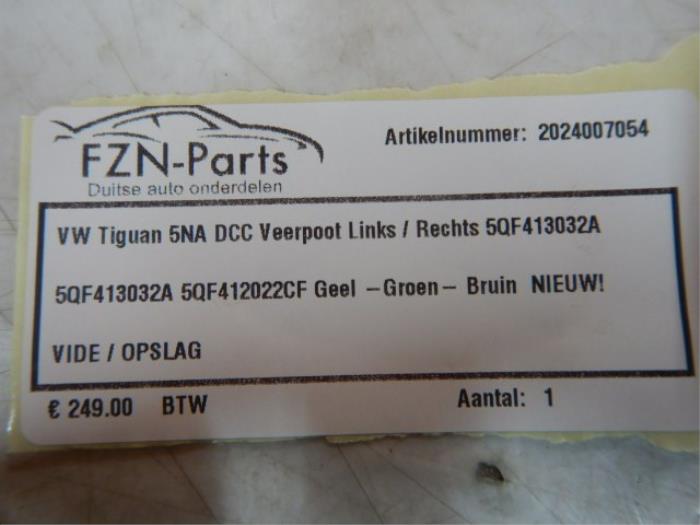 FZN-Parts
Duitse auto onderdelen
Artikelnummer: 2024007054
VW Tiguan 5NA DCC Veerpoot Links / Rechts 5QF413032A
5QF413032A 5QF412022CF Geel –Groen– Bruin NIEUW!
VIDE / OPSLAG
€ 249.00 BTW
Aantal: 1